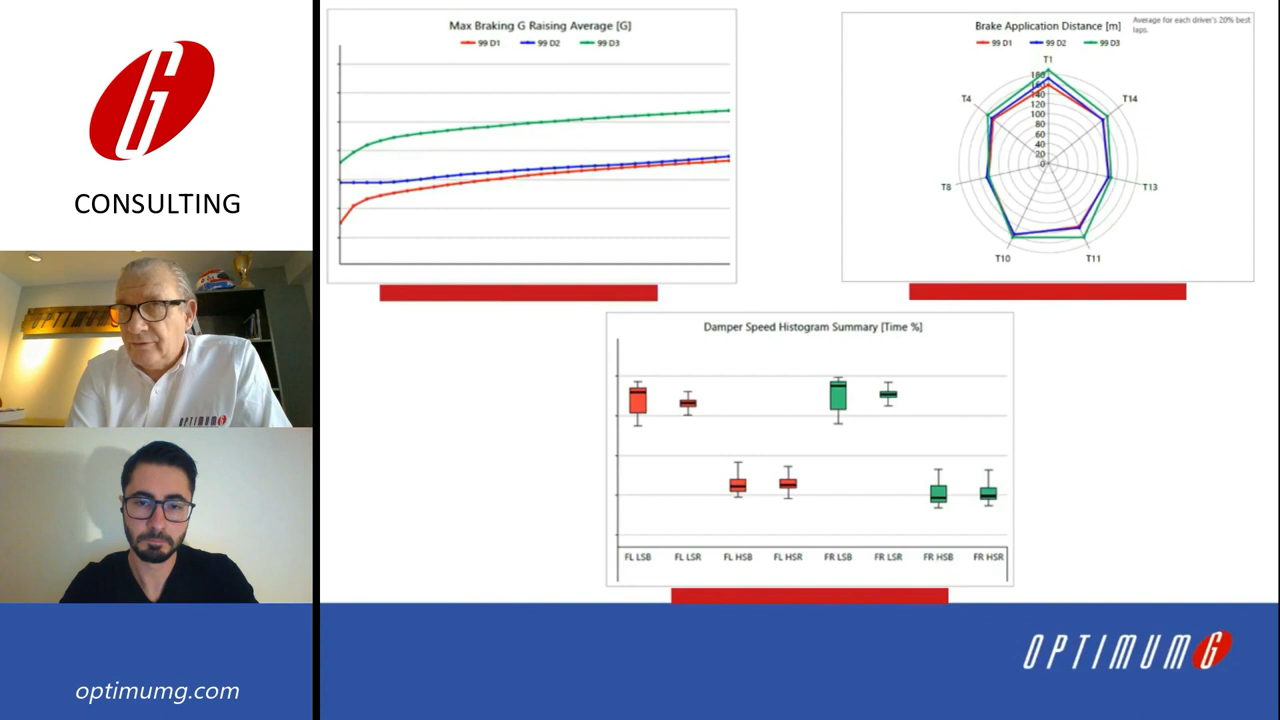 G
CONSULTING
OPTIMUMG
optimumg.com
Max Braking G Raising Average [G]
99 D1
99 D2
99 D3
Brake Application Distance [m]
Average for each driver's 20% best
laps.
99 D1
99 D2
99 D3
T1
T14
T13
T11
T10
T8
T4
180
160
140
120
100
80
60
40
20
0
Damper Speed Histogram Summary [Time %]
FL LSB
FL LSR
FL HSB
FL HSR
FR LSB
FR LSR
FR HSB
FR HSR
OPTIMUMG